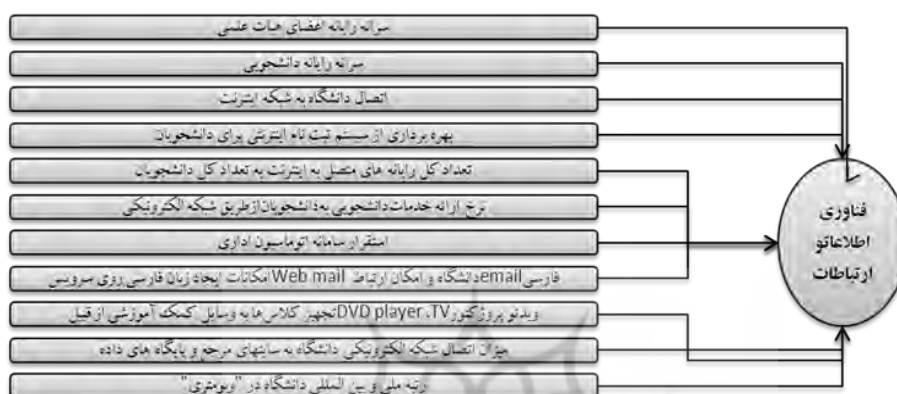 سرانه رایانه اعضای هیات علمی
سرانه رایانه دانشجویی
اتصال دانشگاه به شبکه اینترنت
بهره برداری از سیستم ثبت نام اینترنتی برای دانشجویان
تعداد کل رایانه های متصل به اینترنت به تعداد کل دانشجویان
نرخ ارائه خدمات دانشجویی به دانشجویان ازطریق شبکه الکترونیکی
استقرار سامانه اتوماسیون اداری
فارسی email دانشگاه و امکان ارتباط Web mail امکانات ایجاد زبان فارسی روی سرویس
ویدئو پروژکتور DVD player ،TV تجهیز کلاس ها به وسایل کمک آموزشی از قبیل
میزان اتصال شبکه الکترونیکی دانشگاه به سایتهای مرجع و پایگاه های داده
رتبه ملی و بین المللی دانشگاه در "وبومتری"
فناوری
اطلاعاتو
ارتباطات